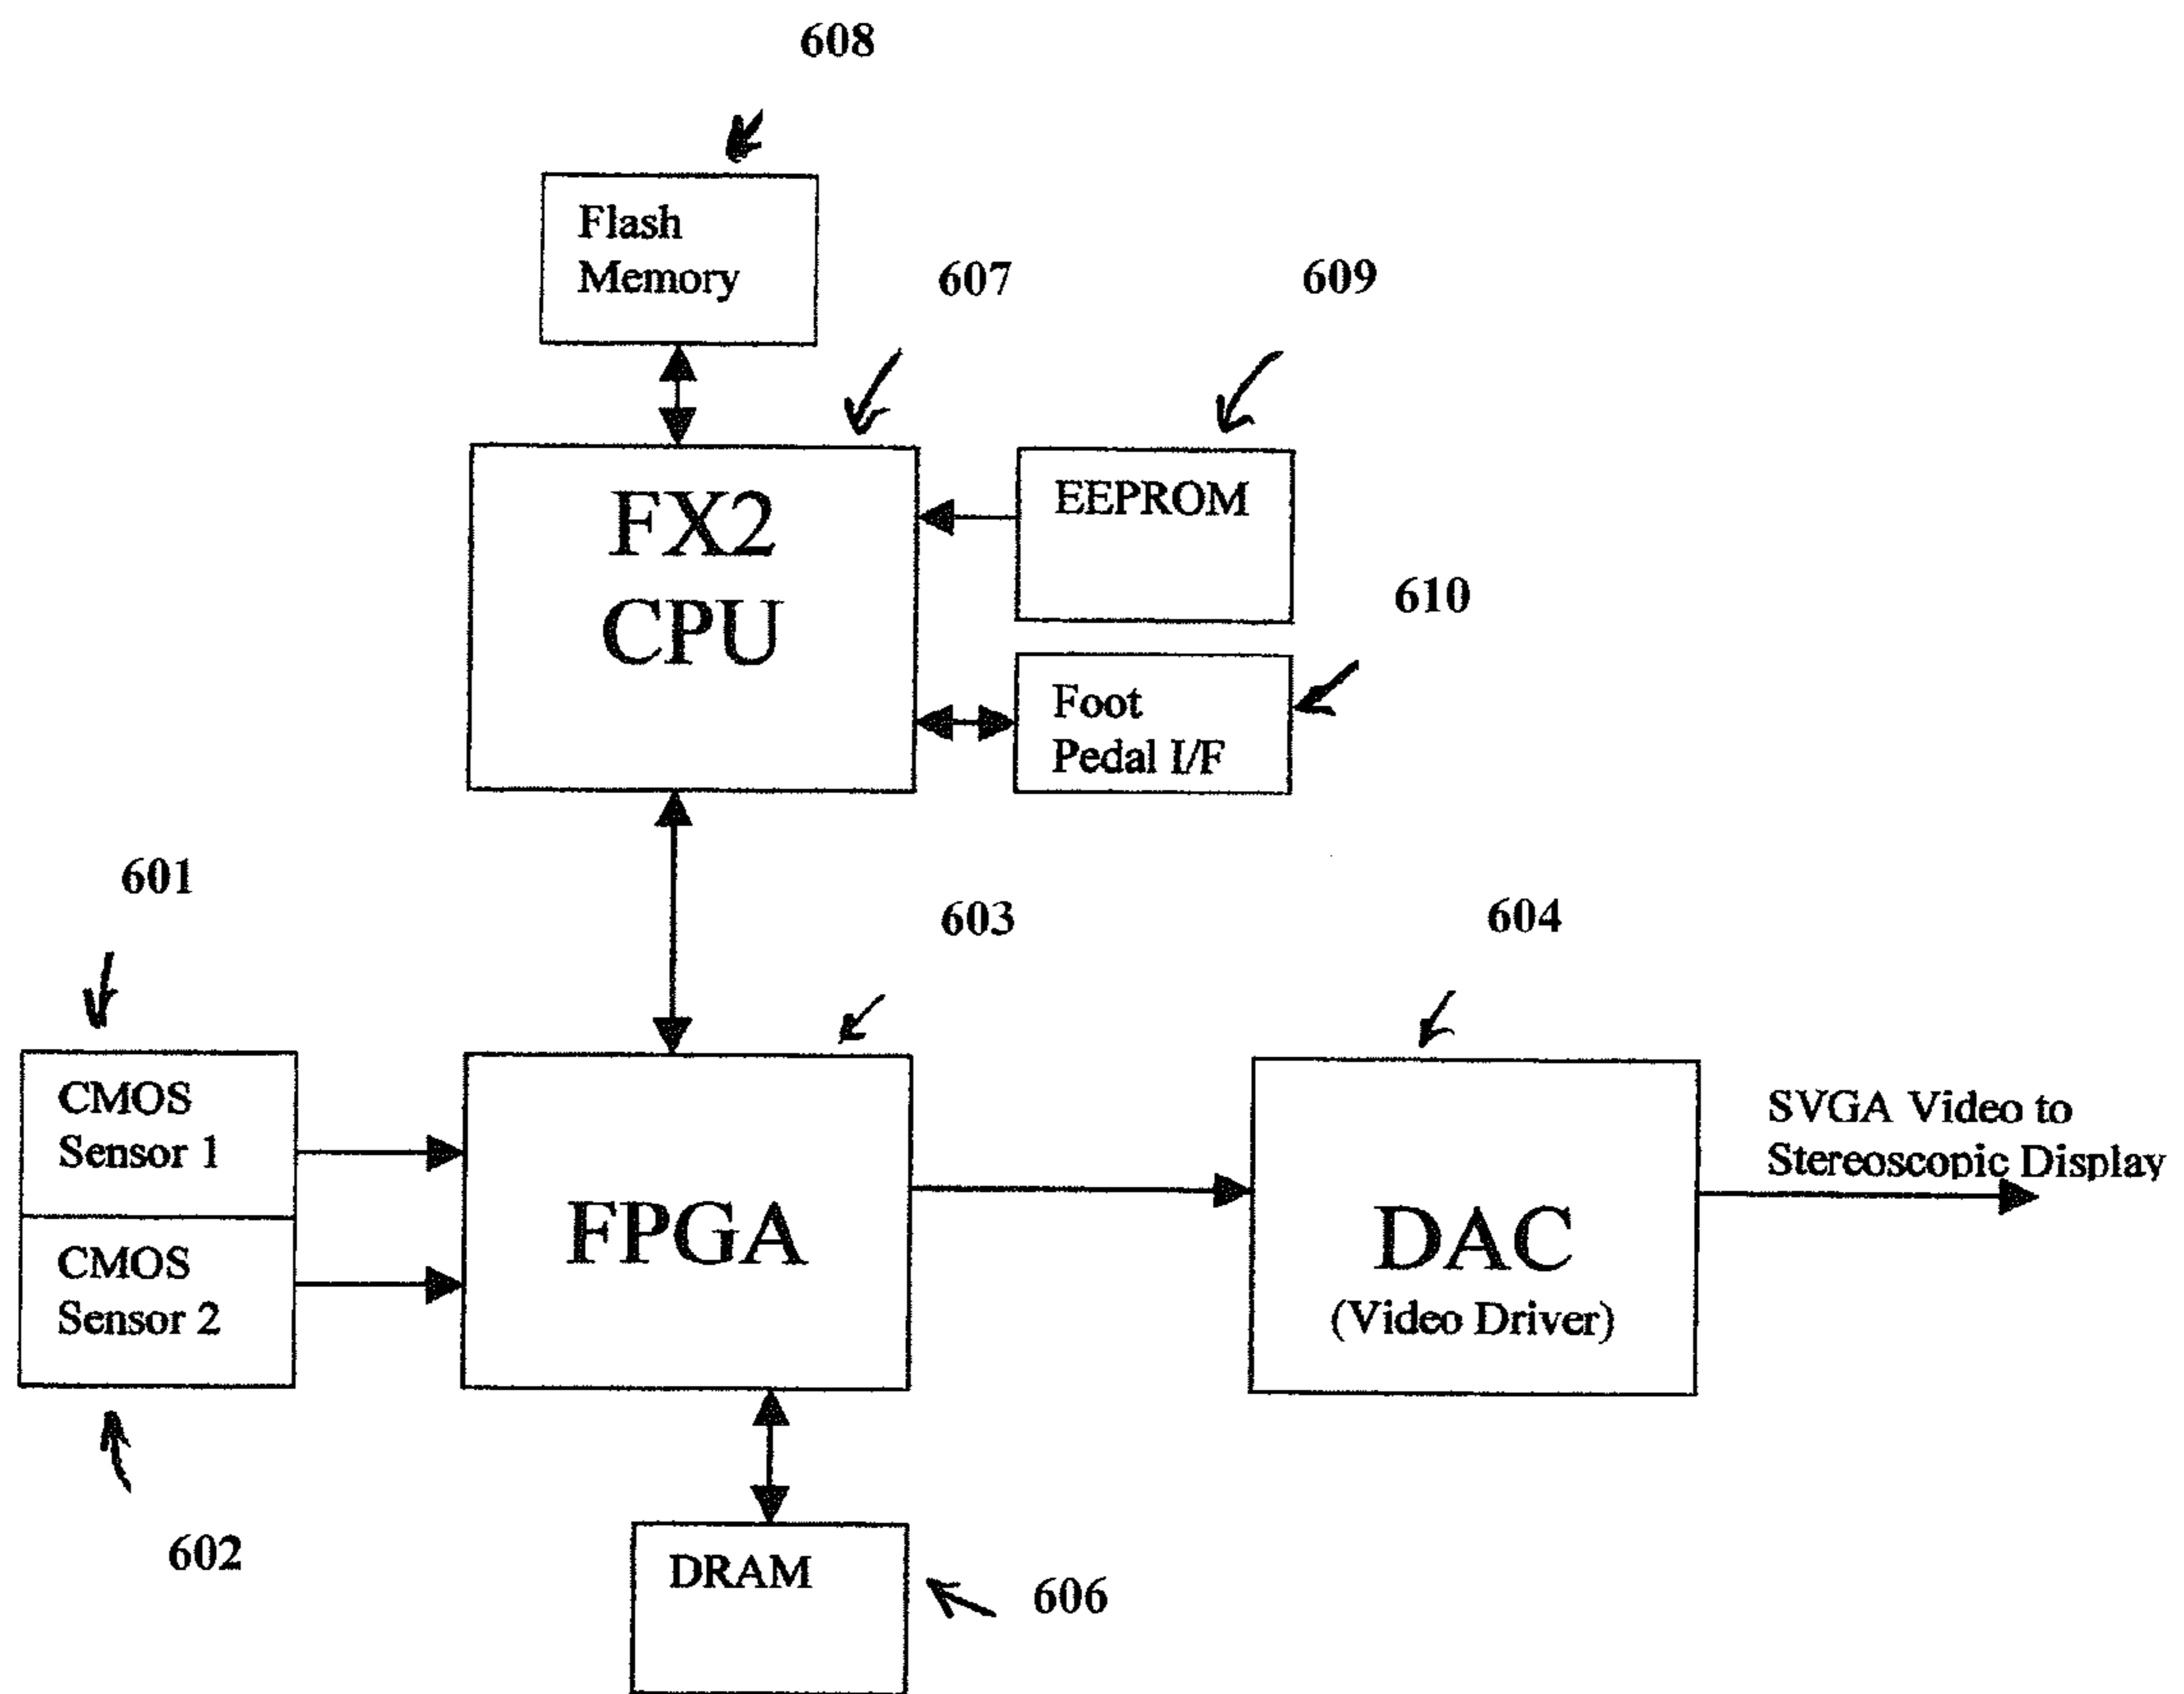 608
Flash
Memory
607
609
FX2
CPU
EEPROM
610
Foot
Pedal I/F
601
603
604
CMOS
Sensor 1
SVGA Video to
Stereoscopic Display
FPGA
DAC
(Video Driver)
CMOS
Sensor 2
602
DRAM
606